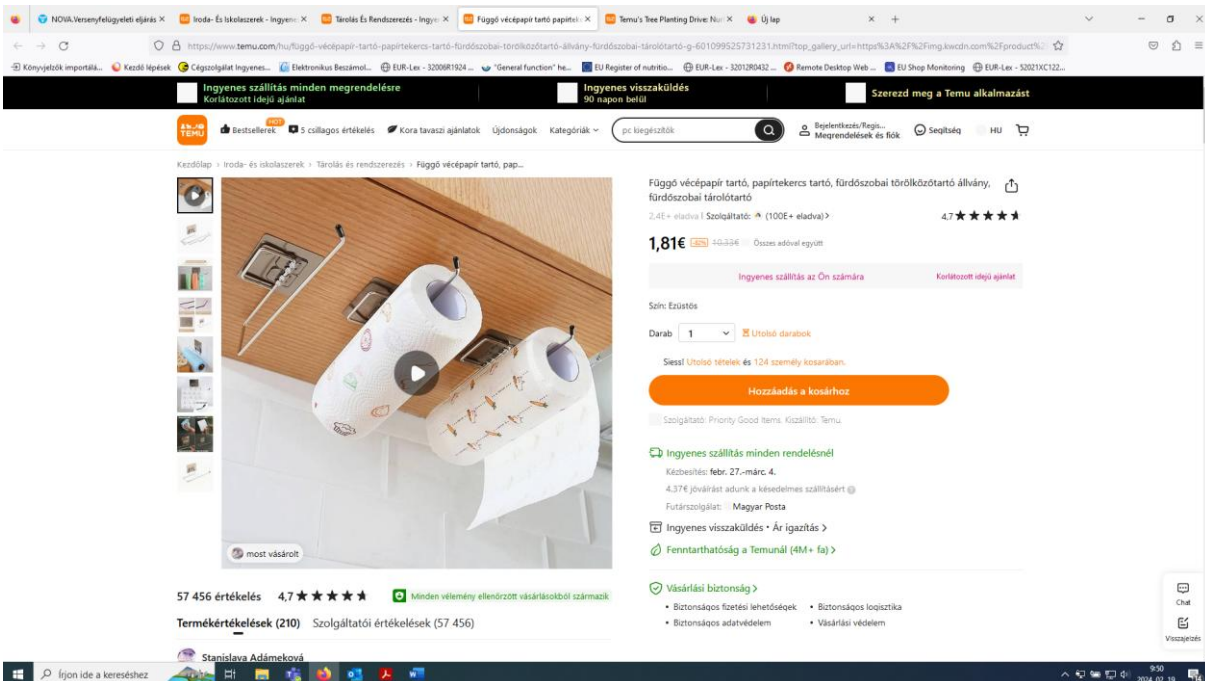 NOVA.Versenyfelügyeleti eljárás
Iroda- És Iskolaszerek - Ingyene
Tárolás És Rendszerezés - Ingye
Függő vécépapír tartó papírteke
Temu's Tree Planting Drive: Nur
Új lap
https://www.temu.com/hu/függő-vécépapír-tartó-papírtekercs-tartó-fürdőszobai-törölközőtartó-állvány-fürdőszobai-tárolótartó-g-601099525731231.html?top_gallery_url=https%3A%2F%2Fimg.kwcdn.com%2Fproduct%2
Könyvjelzők importálá...
Kezdő lépések
Cégszolgálat Ingyenes...
Elektronikus Beszámol...
EUR-Lex - 32006R1924 ...
"General function" he...
EU Register of nutritio...
EUR-Lex - 32012R0432 ...
Remote Desktop Web ...
EU Shop Monitoring
EUR-Lex - 52021XC122...
Ingyenes szállítás minden megrendelésre
Korlátozott idejű ajánlat
Ingyenes visszaküldés
90 napon belül
Szerezd meg a Temu alkalmazást
TEMU
Bestsellerek
HOT
5 csillagos értékelés
Kora tavaszi ajánlatok
Újdonságok
Kategóriák
pc kiegészítők
Bejelentkezés/Regis...
Megrendelések és fiók
Segítség
HU
Kezdőlap › Iroda- és iskolaszerek › Tárolás és rendszerezés › Függő vécépapír tartó, pap...
Függő vécépapír tartó, papírtekercs tartó, fürdőszobai törölközőtartó állvány,
fürdőszobai tárolótartó
2,4E+ eladva | Szolgáltató: (100E+ eladva) >
4,7
1,81€ -82% 10,33€ Összes adóval együtt
Ingyenes szállítás az Ön számára
Korlátozott idejű ajánlat
Szín: Ezüstös
Darab 1 Utolsó darabok
Siess! Utolsó tételek és 124 személy kosarában.
Hozzáadás a kosárhoz
Szolgáltató: Priority Good Items. Kiszállító: Temu.
Ingyenes szállítás minden rendelésnél
Kézbesítés: febr. 27.-márc. 4.
4.37€ jóváírást adunk a késedelmes szállításért
Futárszolgálat: Magyar Posta
Ingyenes visszaküldés • Ár igazítás >
Fenntarthatóság a Temunál (4M+ fa) >
most vásárolt
Vásárlási biztonság >
• Biztonságos fizetési lehetőségek • Biztonságos logisztika
• Biztonságos adatvédelem • Vásárlási védelem
57 456 értékelés 4,7 Minden vélemény ellenőrzött vásárlásokból származik
Termékértékelések (210) Szolgáltatói értékelések (57 456)
Stanislava Adámeková
Chat
Visszajelzés
Írjon ide a kereséshez
9:50
2024. 02. 19.